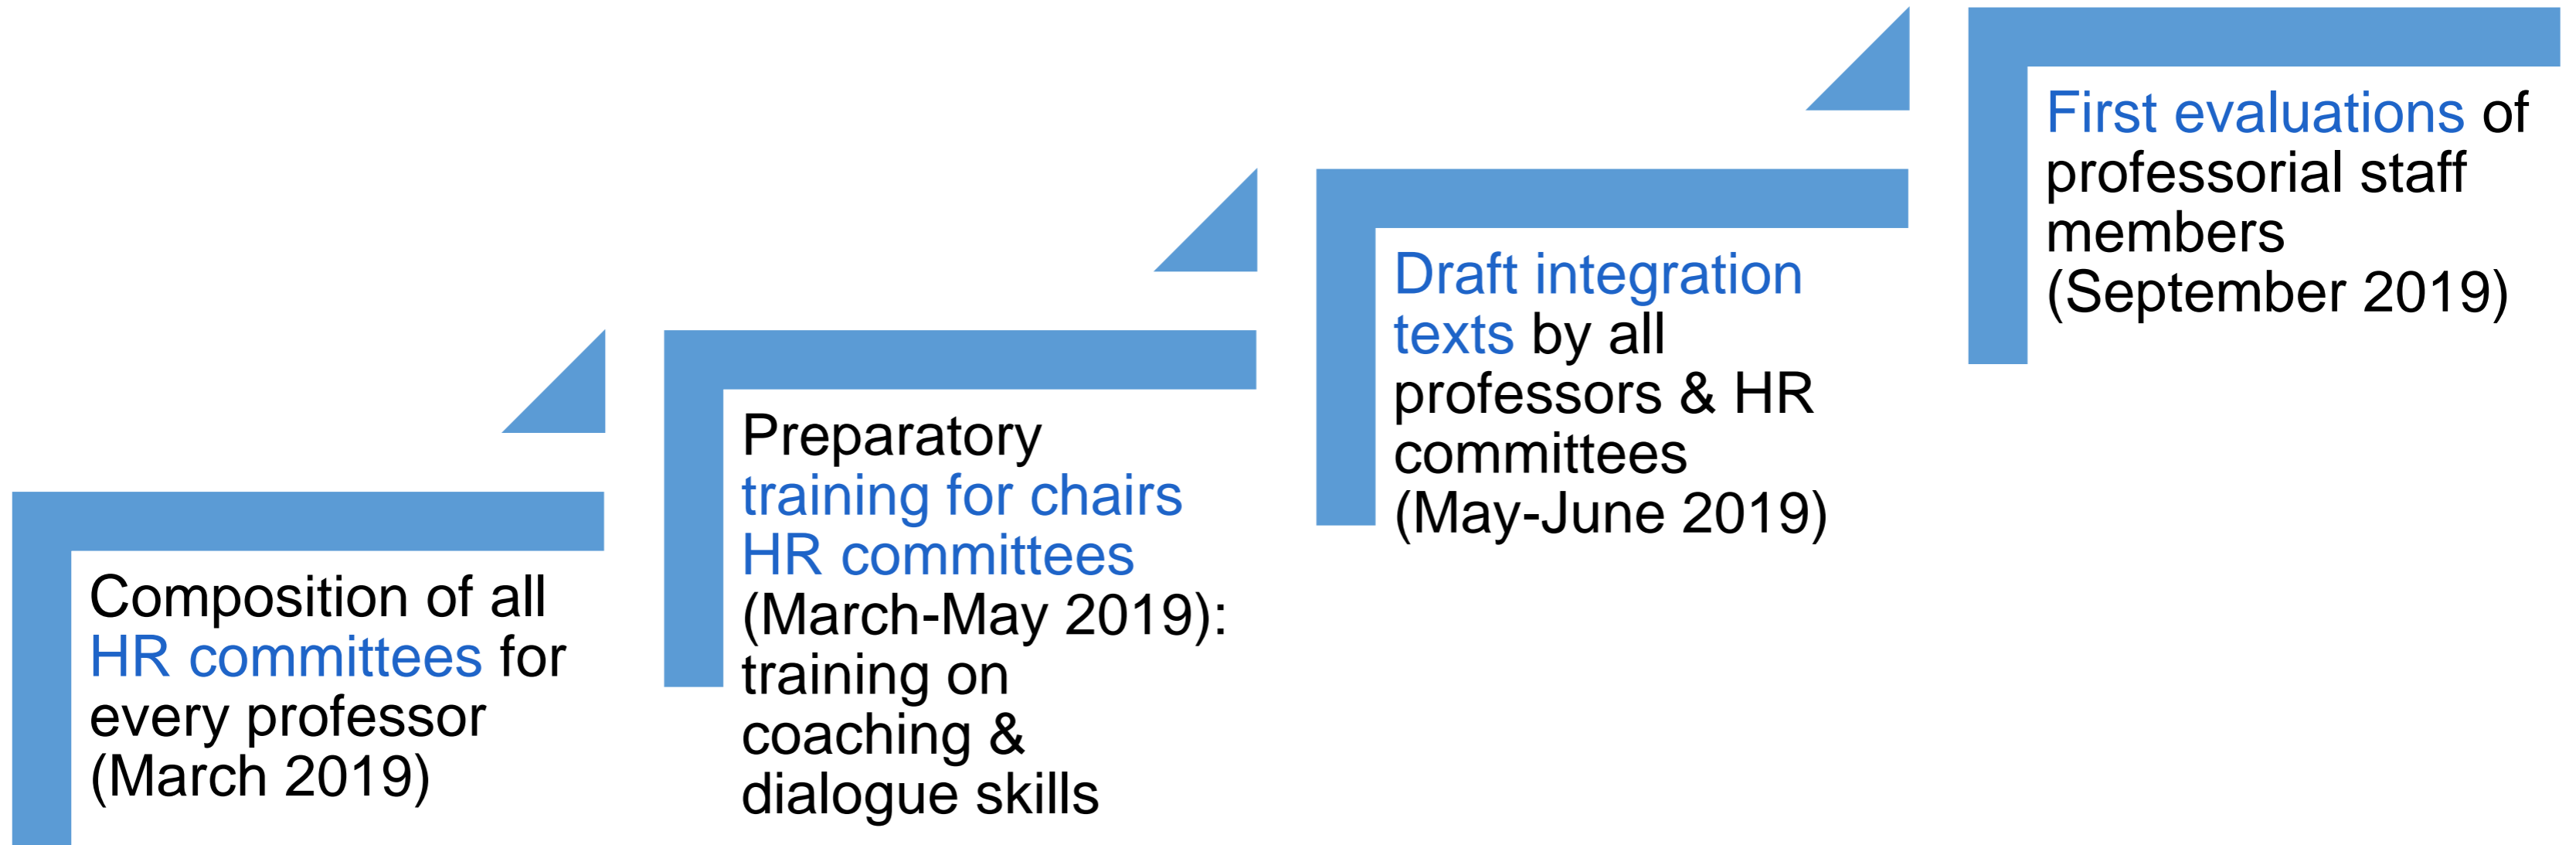 Composition of all
HR committees for
every professor
(March 2019)
Preparatory
training for chairs
HR committees
(March-May 2019):
training on
coaching &
dialogue skills
Draft integration
texts by all
professors & HR
committees
(May-June 2019)
First evaluations of
professorial staff
members
(September 2019)